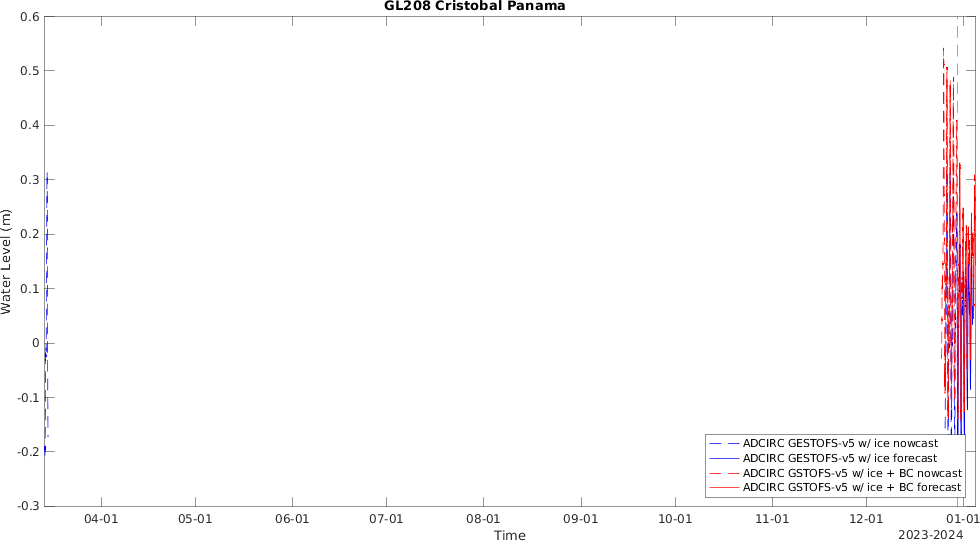 GL208 Cristobal Panama
0.6
0.5
0.4
0.3
0.2
0.1
0
-0.1
-0.2
-0.3
Water Level (m)
ADCIRC GESTOFS-v5 w/ ice nowcast
ADCIRC GESTOFS-v5 w/ ice forecast
ADCIRC GSTOFS-v5 w/ ice + BC nowcast
ADCIRC GSTOFS-v5 w/ ice + BC forecast
04-01 05-01 06-01 07-01 08-01 09-01 10-01 11-01 12-01 01-01
Time
2023-2024